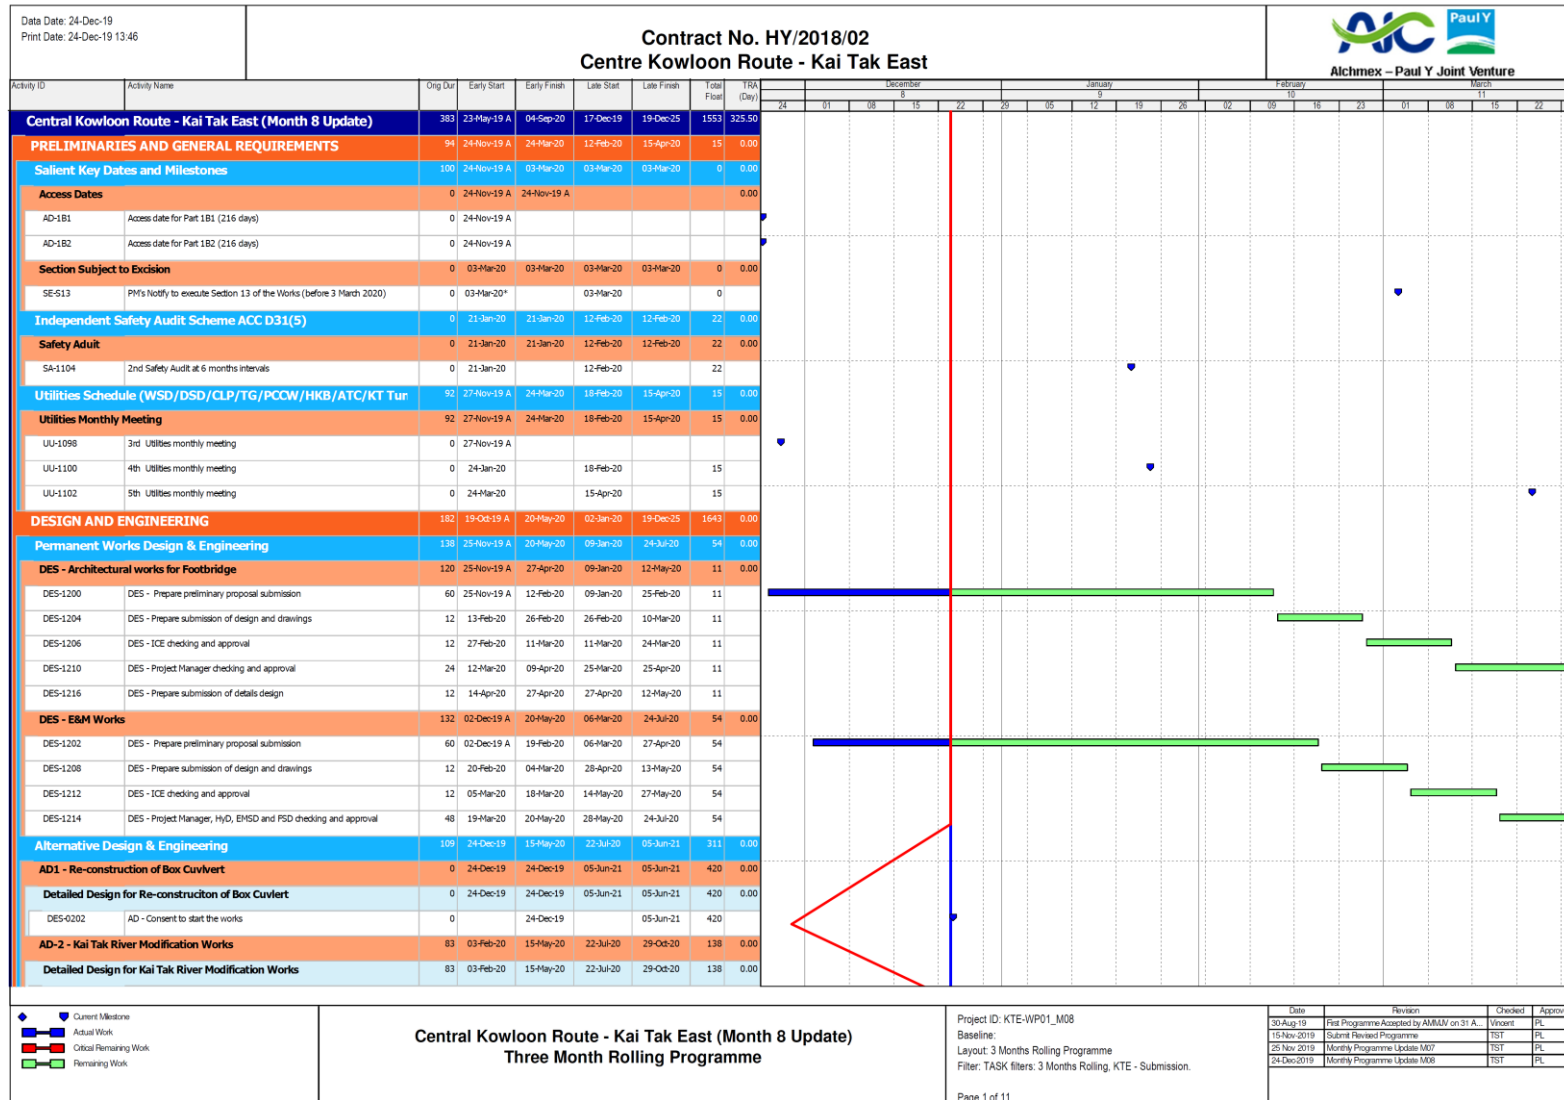 Data Date: 24-Dec-19
Print Date: 24-Dec-19 13:46
Contract No. HY/2018/02
Centre Kowloon Route - Kai Tak East
AJC Paul Y
Alchmex – Paul Y Joint Venture
Activity ID Activity Name Orig Dur Early Start Early Finish Late Start Late Finish Total Float TRA (Day)
December January February March
8 9 10 11
24 01 08 15 22 29 05 12 19 26 02 09 16 23 01 08 15 22
Central Kowloon Route - Kai Tak East (Month 8 Update) 383 23-May-19 A 04-Sep-20 17-Dec-19 19-Dec-25 1553 325.50
PRELIMINARIES AND GENERAL REQUIREMENTS 94 24-Nov-19 A 24-Mar-20 12-Feb-20 15-Apr-20 15 0.00
Salient Key Dates and Milestones 100 24-Nov-19 A 03-Mar-20 03-Mar-20 03-Mar-20 0 0.00
Access Dates 0 24-Nov-19 A 24-Nov-19 A 0.00
AD-1B1 Access date for Part 1B1 (216 days) 0 24-Nov-19 A
AD-1B2 Access date for Part 1B2 (216 days) 0 24-Nov-19 A
Section Subject to Excision 0 03-Mar-20 03-Mar-20 03-Mar-20 03-Mar-20 0 0.00
SE-S13 PM's Notify to execute Section 13 of the Works (before 3 March 2020) 0 03-Mar-20* 03-Mar-20 0
Independent Safety Audit Scheme ACC D31(5) 0 21-Jan-20 21-Jan-20 12-Feb-20 12-Feb-20 22 0.00
Safety Aduit 0 21-Jan-20 21-Jan-20 12-Feb-20 12-Feb-20 22 0.00
SA-1104 2nd Safety Audit at 6 months intervals 0 21-Jan-20 12-Feb-20 22
Utilities Schedule (WSD/DSD/CLP/TG/PCCW/HKB/ATC/KT Tun 92 27-Nov-19 A 24-Mar-20 18-Feb-20 15-Apr-20 15 0.00
Utilities Monthly Meeting 92 27-Nov-19 A 24-Mar-20 18-Feb-20 15-Apr-20 15 0.00
UU-1098 3rd Utilities monthly meeting 0 27-Nov-19 A
UU-1100 4th Utilities monthly meeting 0 24-Jan-20 18-Feb-20 15
UU-1102 5th Utilities monthly meeting 0 24-Mar-20 15-Apr-20 15
DESIGN AND ENGINEERING 182 19-Oct-19 A 20-May-20 02-Jan-20 19-Dec-25 1643 0.00
Permanent Works Design & Engineering 138 25-Nov-19 A 20-May-20 09-Jan-20 24-Jul-20 54 0.00
DES - Architectural works for Footbridge 120 25-Nov-19 A 27-Apr-20 09-Jan-20 12-May-20 11 0.00
DES-1200 DES - Prepare preliminary proposal submission 60 25-Nov-19 A 12-Feb-20 09-Jan-20 25-Feb-20 11
DES-1204 DES - Prepare submission of design and drawings 12 13-Feb-20 26-Feb-20 26-Feb-20 10-Mar-20 11
DES-1206 DES - ICE checking and approval 12 27-Feb-20 11-Mar-20 11-Mar-20 24-Mar-20 11
DES-1210 DES - Project Manager checking and approval 24 12-Mar-20 09-Apr-20 25-Mar-20 25-Apr-20 11
DES-1216 DES - Prepare submission of details design 12 14-Apr-20 27-Apr-20 27-Apr-20 12-May-20 11
DES - E&M Works 132 02-Dec-19 A 20-May-20 06-Mar-20 24-Jul-20 54 0.00
DES-1202 DES - Prepare preliminary proposal submission 60 02-Dec-19 A 19-Feb-20 06-Mar-20 27-Apr-20 54
DES-1208 DES - Prepare submission of design and drawings 12 20-Feb-20 04-Mar-20 28-Apr-20 13-May-20 54
DES-1212 DES - ICE checking and approval 12 05-Mar-20 18-Mar-20 14-May-20 27-May-20 54
DES-1214 DES - Project Manager, HyD, EMSD and FSD checking and approval 48 19-Mar-20 20-May-20 28-May-20 24-Jul-20 54
Alternative Design & Engineering 109 24-Dec-19 15-May-20 22-Jul-20 05-Jun-21 311 0.00
AD1 - Re-construction of Box Cuvlvert 0 24-Dec-19 24-Dec-19 05-Jun-21 05-Jun-21 420 0.00
Detailed Design for Re-construciton of Box Cuvlert 0 24-Dec-19 24-Dec-19 05-Jun-21 05-Jun-21 420 0.00
DES-0202 AD - Consent to start the works 0 24-Dec-19 05-Jun-21 420
AD-2 - Kai Tak River Modification Works 83 03-Feb-20 15-May-20 22-Jul-20 29-Oct-20 138 0.00
Detailed Design for Kai Tak River Modification Works 83 03-Feb-20 15-May-20 22-Jul-20 29-Oct-20 138 0.00
Current Milestone
Actual Work
Critical Remaining Work
Remaining Work
Central Kowloon Route - Kai Tak East (Month 8 Update)
Three Month Rolling Programme
Project ID: KTE-WP01_M08
Baseline:
Layout: 3 Months Rolling Programme
Filter: TASK filters: 3 Months Rolling, KTE - Submission.
Page 1 of 11
Date Revision Checked Approv
30-Aug-19 First Programme Accepted by AMMJV on 31 A... Vincent PL
15-Nov-2019 Submit Revised Programme TST PL
25 Nov 2019 Monthly Programme Update M07 TST PL
24-Dec-2019 Monthly Programme Update M08 TST PL